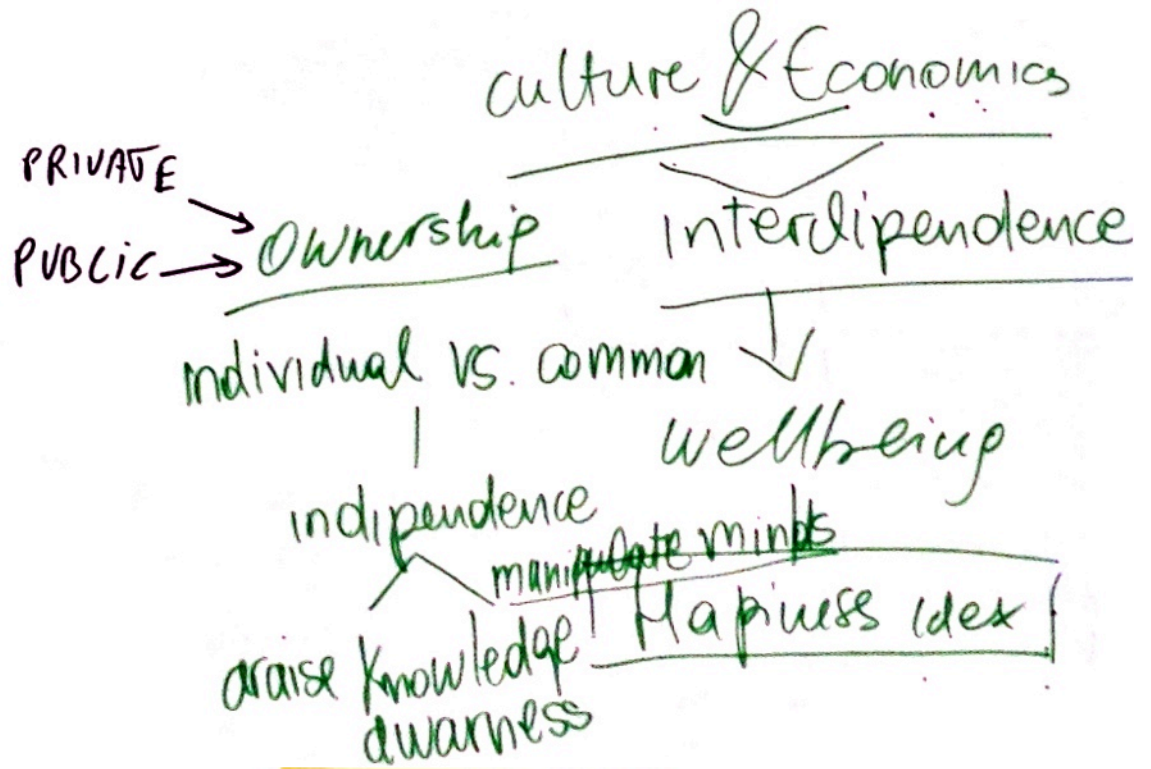 culture & Economics
PRIVATE
PUBLIC
Ownership
Interdipendence
individual vs. common
wellbeing
indipendence
manipulate minds
Hapiness idex
araise knowledge
awarness